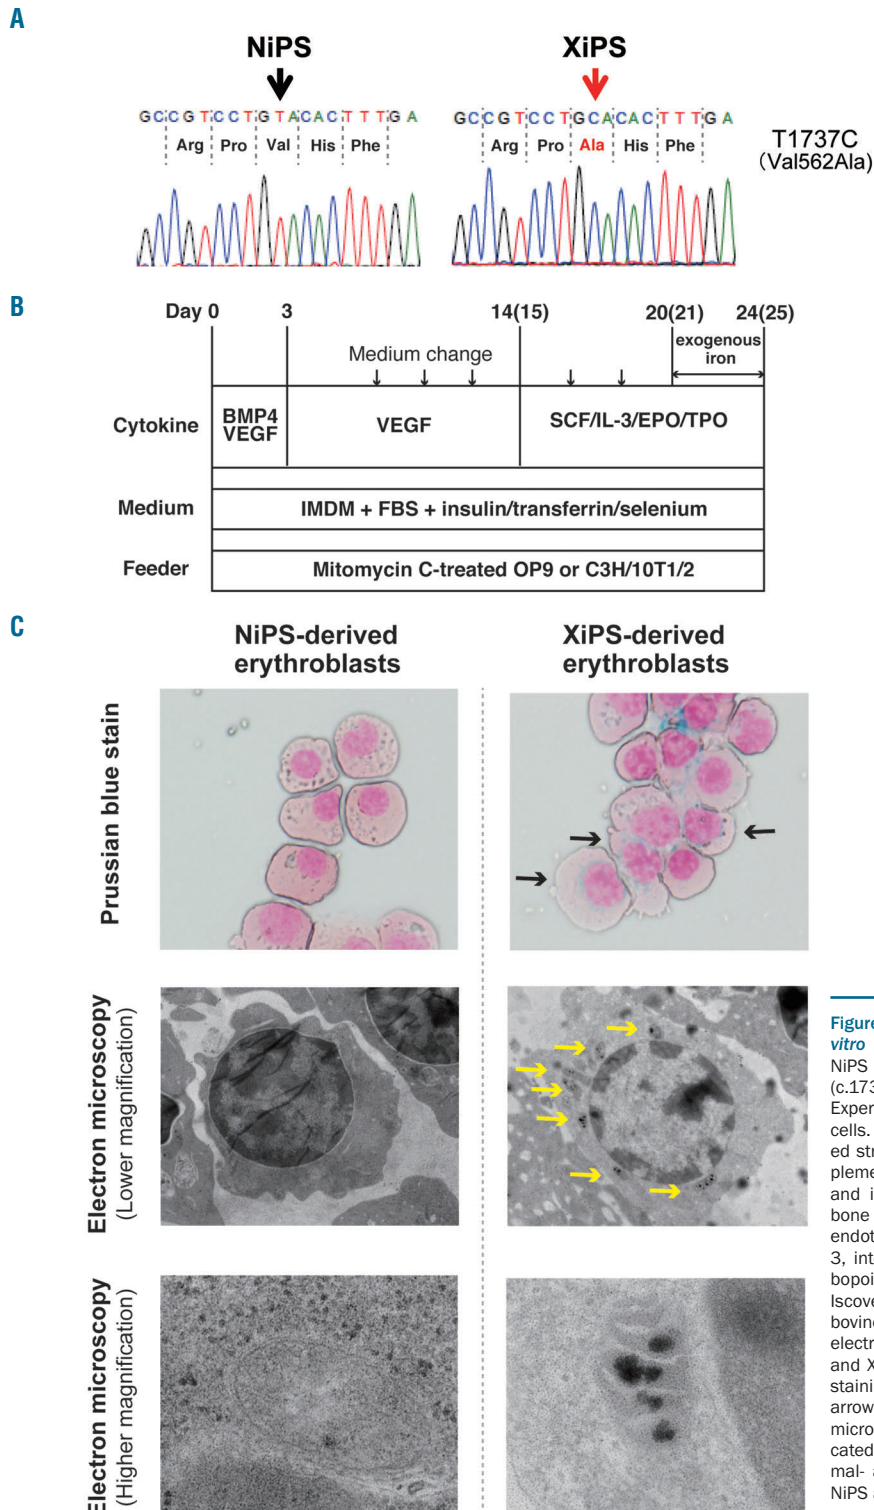 A
NiPS
XiPS
GCCGTCCTGTACACTTTGA
GCCGTCCTGCACACTTTGA
Arg Pro Val His Phe
Arg Pro Ala His Phe
T1737C
(Val562Ala)
B
Day 0 3 14(15) 20(21) 24(25)
Medium change
exogenous
iron
Cytokine
BMP4
VEGF
VEGF
SCF/IL-3/EPO/TPO
Medium
IMDM + FBS + insulin/transferrin/selenium
Feeder
Mitomycin C-treated OP9 or C3H/10T1/2
C
NiPS-derived
erythroblasts
XiPS-derived
erythroblasts
Prussian blue stain
Electron microscopy
(Lower magnification)
Electron microscopy
(Higher magnification)
Figure
vitro
NiPS
(c.173
Exper
cells.
ed str
pleme
and i
bone
endot
3, int
bopoi
Iscove
bovine
electr
and X
staini
arrow
micro
cated
mal- a
NiPS a